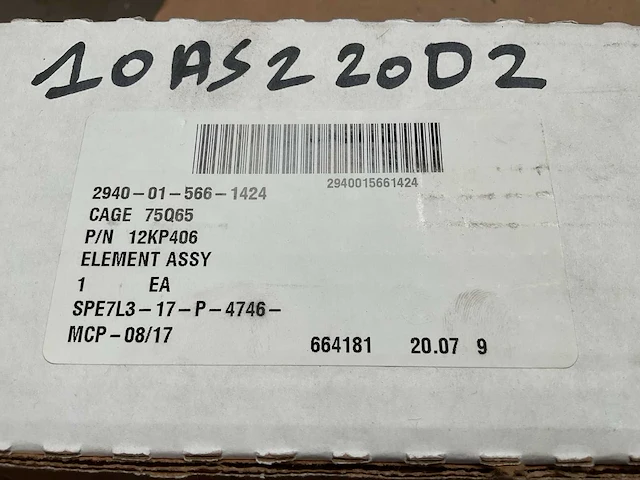 10AS220D2
2940015661424
2940-01-566-1424
CAGE 75Q65
P/N 12KP406
ELEMENT ASSY
1 EA
SPE7L3-17-P-4746-
MCP-08/17 664181 20.07 9